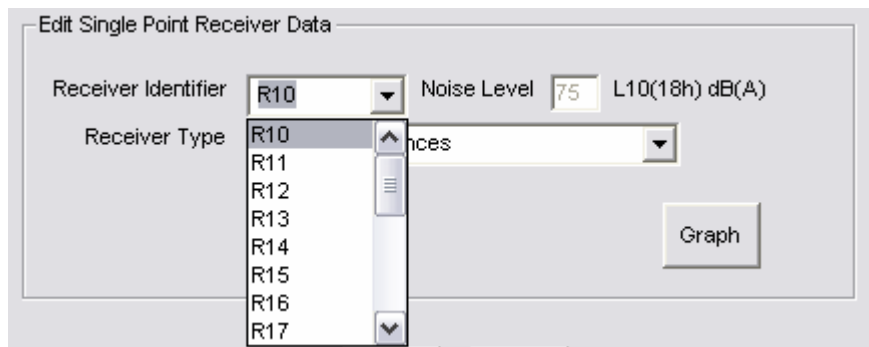 Edit Single Point Receiver Data
Receiver Identifier R10 Noise Level 75 L10(18h) dB(A)
Receiver Type
R10
R11
R12
R13
R14
R15
R16
R17
Graph